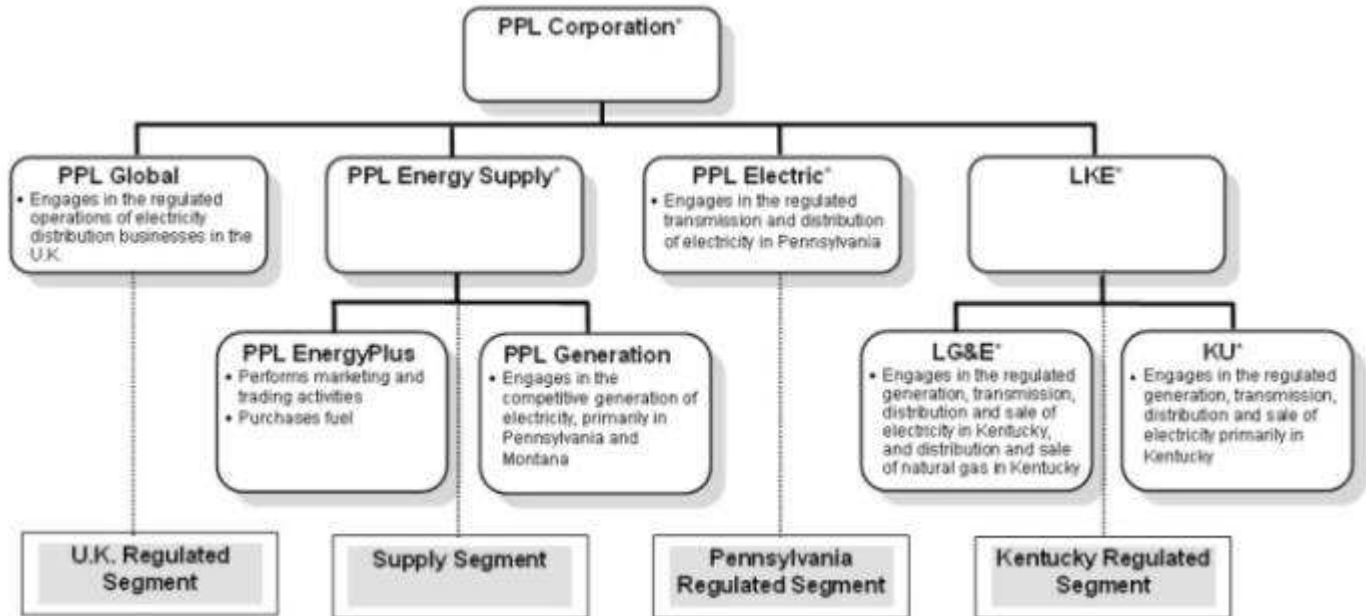 PPL Corporation*
PPL Global
• Engages in the regulated
operations of electricity
distribution businesses in the
U.K.
PPL Energy Supply*
PPL Electric*
• Engages in the regulated
transmission and distribution
of electricity in Pennsylvania
LKE*
PPL EnergyPlus
• Performs marketing and
trading activities
• Purchases fuel
PPL Generation
• Engages in the
competitive generation of
electricity, primarily in
Pennsylvania and
Montana
LG&E*
• Engages in the regulated
generation, transmission,
distribution and sale of
electricity in Kentucky,
and distribution and sale
of natural gas in Kentucky
KU*
• Engages in the regulated
generation, transmission,
distribution and sale of
electricity primarily in
Kentucky
U.K. Regulated
Segment
Supply Segment
Pennsylvania
Regulated Segment
Kentucky Regulated
Segment